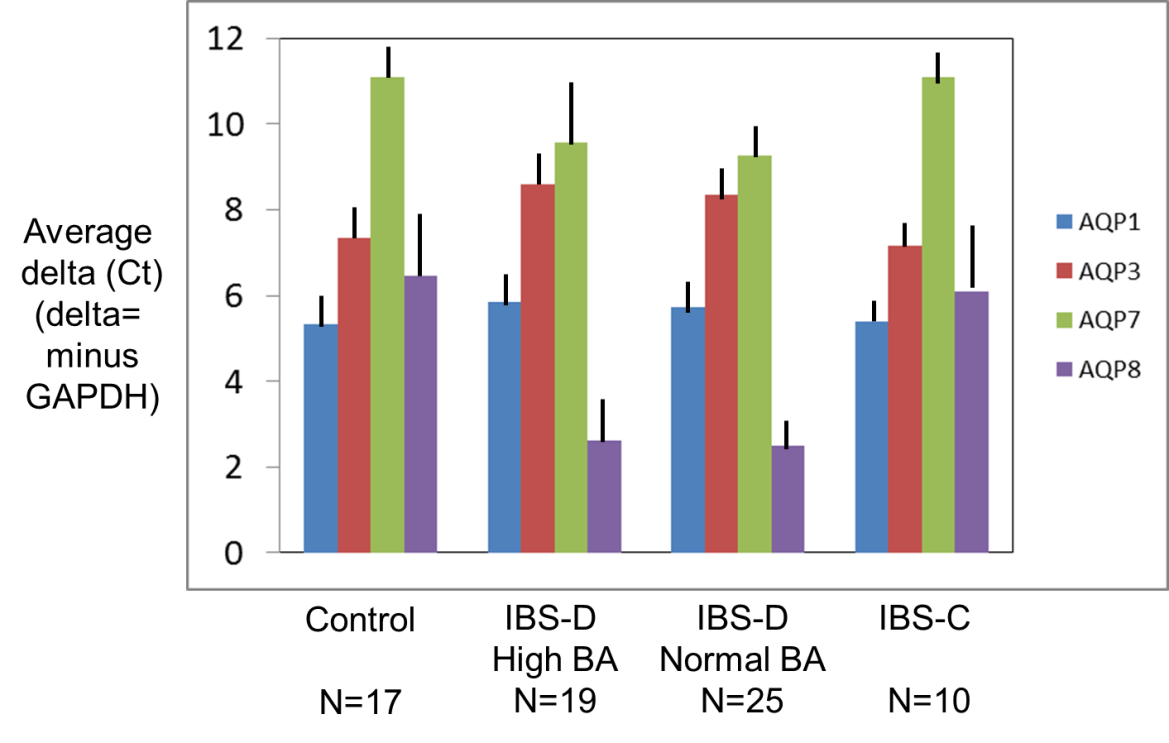 12
10
8
6
4
2
0
Average
delta (Ct)
(delta=
minus
GAPDH)
AQP1
AQP3
AQP7
AQP8
Control
IBS-D
IBS-D
IBS-C
High BA
Normal BA
N=17
N=19
N=25
N=10